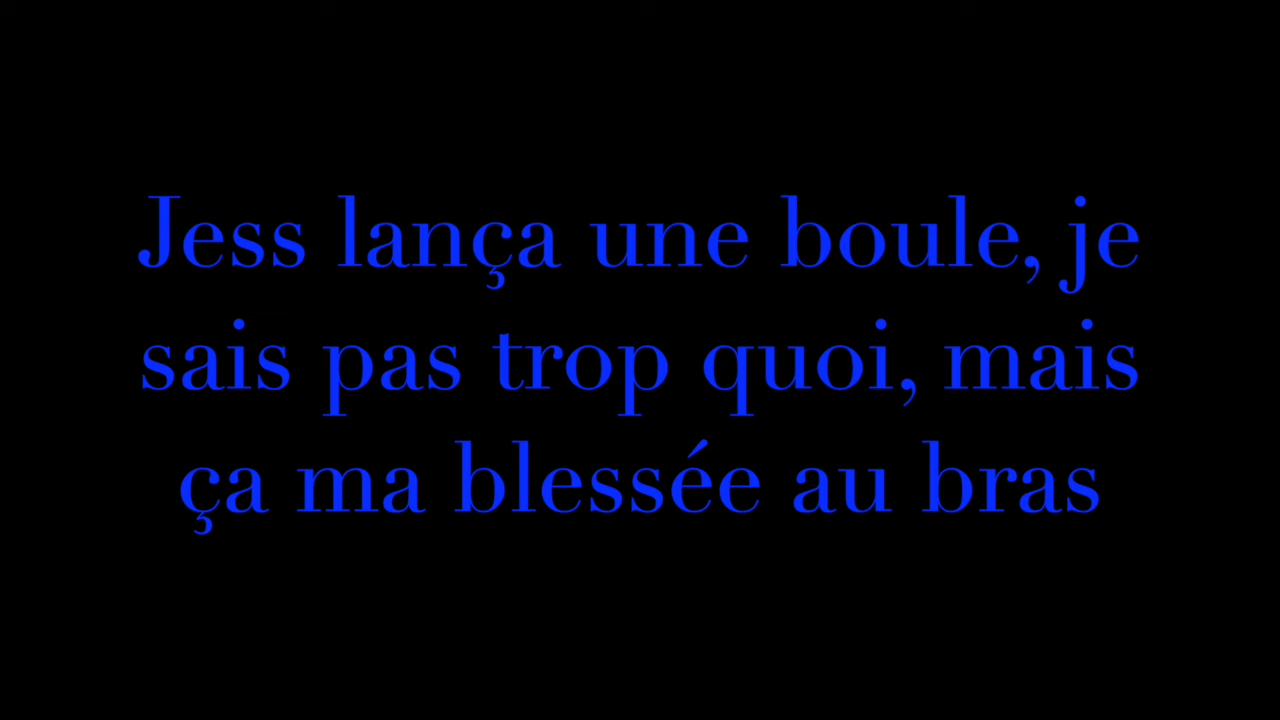 Jess lança une boule, je
sais pas trop quoi, mais
ça ma blessée au bras